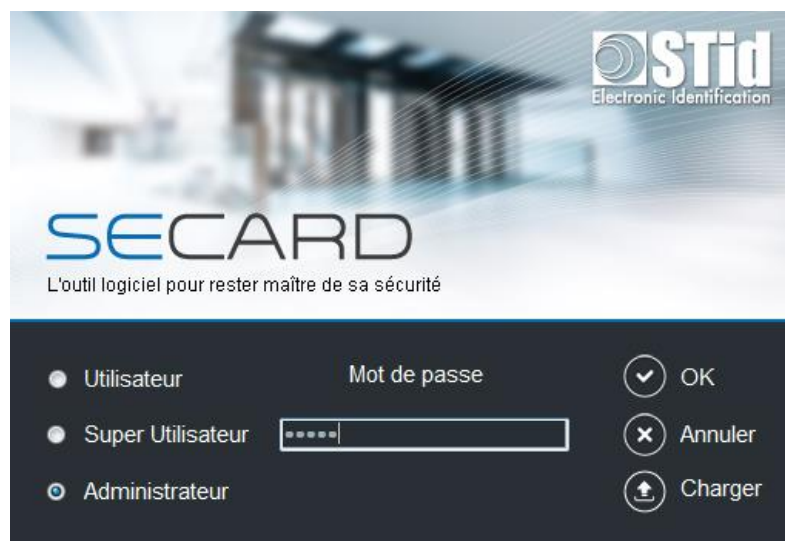 STid
Electronic Identification
SECARD
L'outil logiciel pour rester maître de sa sécurité
Utilisateur
Mot de passe
OK
Super Utilisateur
•••••
Annuler
Administrateur
Charger